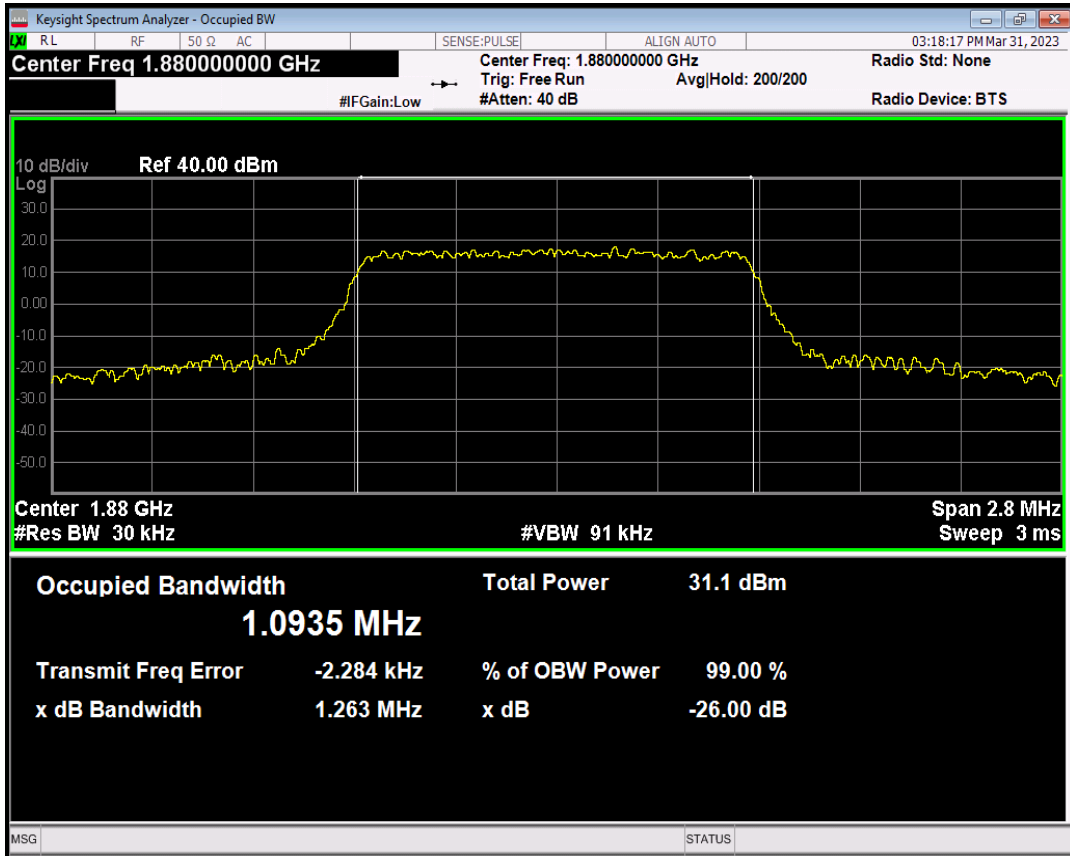 Keysight Spectrum Analyzer - Occupied BW
LXI RL RF 50 Ω AC SENSE:PULSE ALIGN AUTO 03:18:17 PM Mar 31, 2023
Center Freq 1.880000000 GHz
Center Freq: 1.880000000 GHz
Radio Std: None
Trig: Free Run Avg|Hold: 200/200
#IFGain:Low
#Atten: 40 dB
Radio Device: BTS
10 dB/div Ref 40.00 dBm
Log
30.0
20.0
10.0
0.00
-10.0
-20.0
-30.0
-40.0
-50.0
Center 1.88 GHz Span 2.8 MHz
#Res BW 30 kHz #VBW 91 kHz Sweep 3 ms
Occupied Bandwidth Total Power 31.1 dBm
1.0935 MHz
Transmit Freq Error -2.284 kHz % of OBW Power 99.00 %
x dB Bandwidth 1.263 MHz x dB -26.00 dB
MSG STATUS